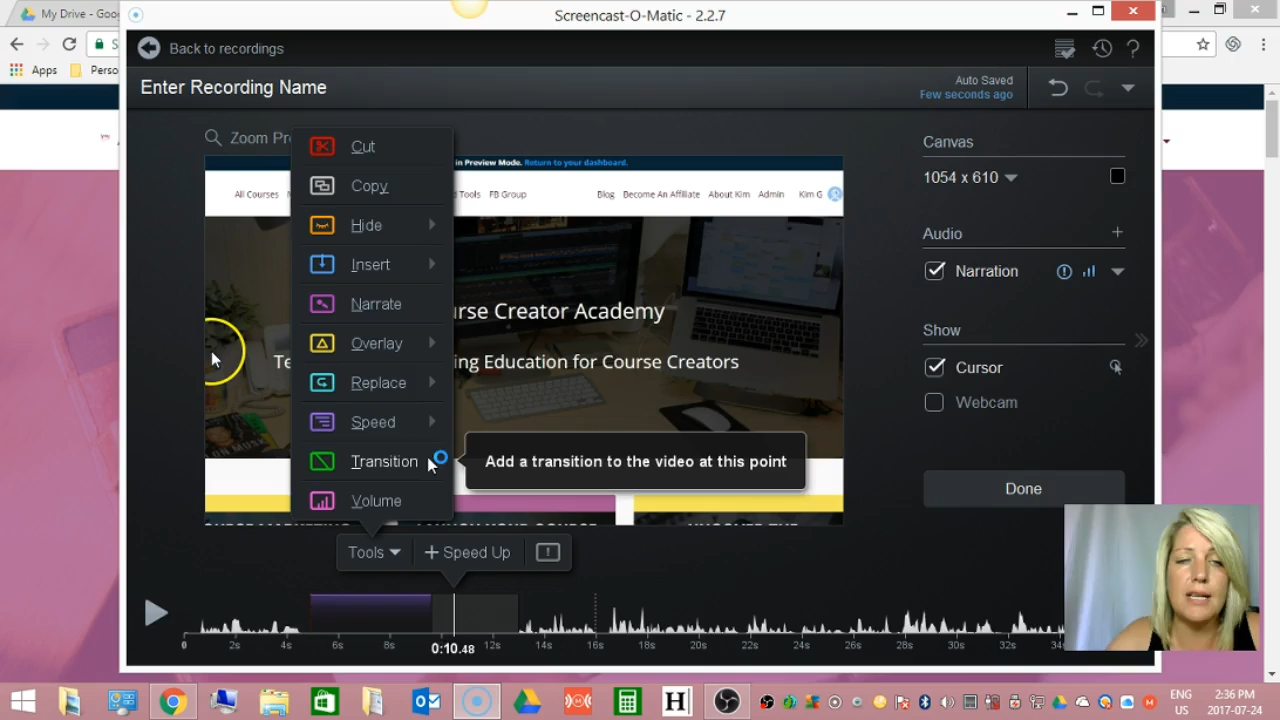 My Drive - Goog
Screencast-O-Matic - 2.2.7
S
Apps
Perso
Back to recordings
Enter Recording Name
Auto Saved
Few seconds ago
Zoom Pr
in Preview Mode. Return to your dashboard.
All Courses
d Tools
FB Group
Blog
Become An Affiliate
About Kim
Admin
Kim G
Cut
Copy
Hide
Insert
Narrate
Overlay
Replace
Speed
Transition
Volume
urse Creator Academy
Te
ing Education for Course Creators
Add a transition to the video at this point
Canvas
1054 x 610
Audio
Narration
Show
Cursor
Webcam
Done
Tools
+ Speed Up
0
2s
4s
6s
8s
0:10.48
12s
14s
16s
18s
20s
22s
24s
26s
28s
30s
32s
34
H
ENG
US
2:36 PM
2017-07-24